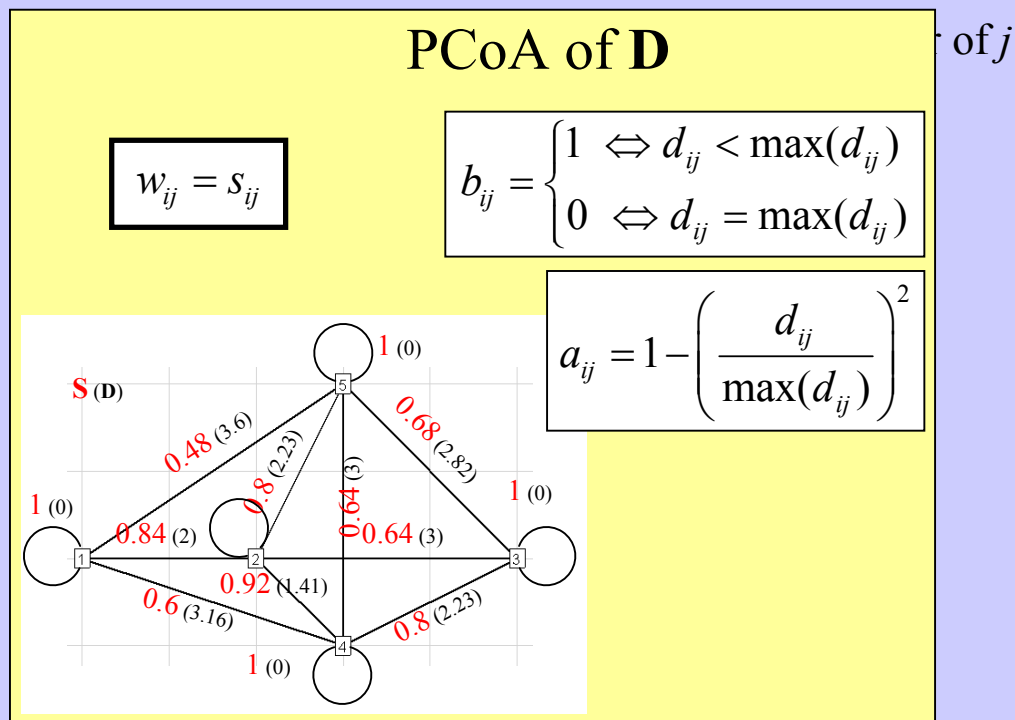 PCoA of D
of j
w_ij = s_ij
b_ij = { 1 ⇔ d_ij < max(d_ij)
0 ⇔ d_ij = max(d_ij)
a_ij = 1 − ( d_ij / max(d_ij) )²
S (D)
1 (0)
5
0.48 (3.6)
0.8 (2.23)
0.64 (3)
0.68 (2.82)
1 (0)
1 (0)
0.84 (2)
0.64 (3)
1
2
3
0.92 (1.41)
0.6 (3.16)
0.8 (2.23)
4
1 (0)